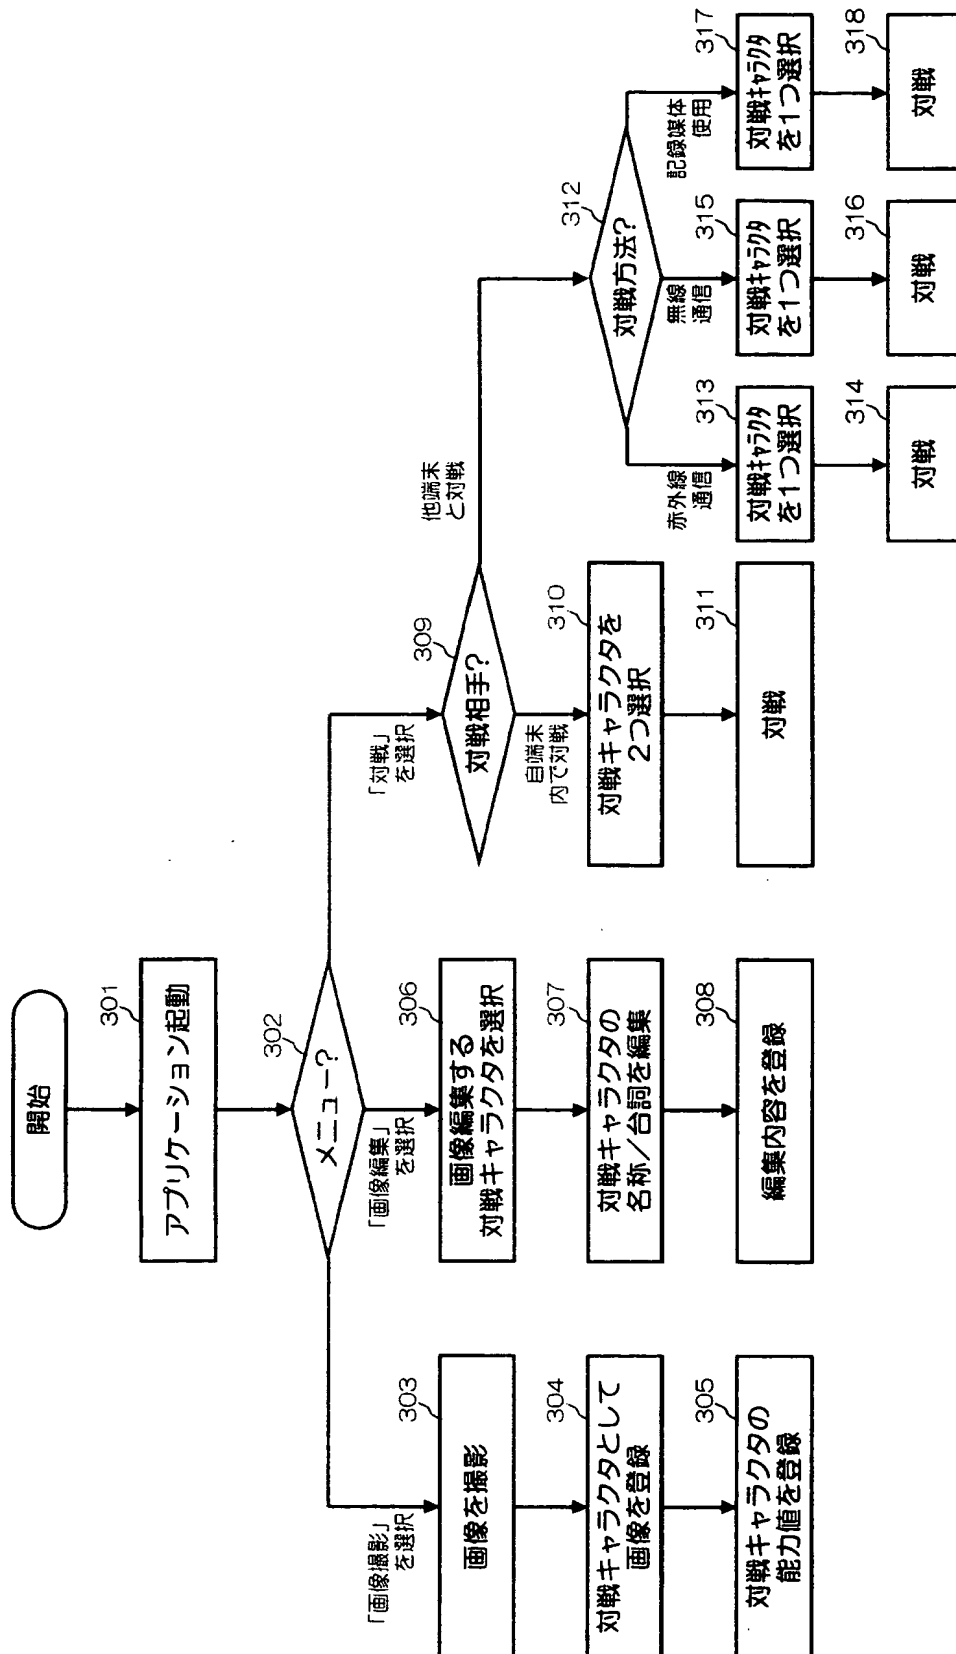 開始
301
アプリケーション起動
302
メニュー?
「画像撮影」
を選択
303
画像を撮影
304
対戦キャラクタとして
画像を登録
305
対戦キャラクタの
能力値を登録
「画像編集」
を選択
306
画像編集する
対戦キャラクタを選択
307
対戦キャラクタの
名称/台詞を編集
308
編集内容を登録
「対戦」
を選択
309
対戦相手?
自端末
内で対戦
310
対戦キャラクタを
2つ選択
311
対戦
他端末
と対戦
312
対戦方法?
赤外線
通信
313
対戦キャラクタ
を1つ選択
314
対戦
無線
通信
315
対戦キャラクタ
を1つ選択
316
対戦
記録媒体
使用
317
対戦キャラクタ
を1つ選択
318
対戦